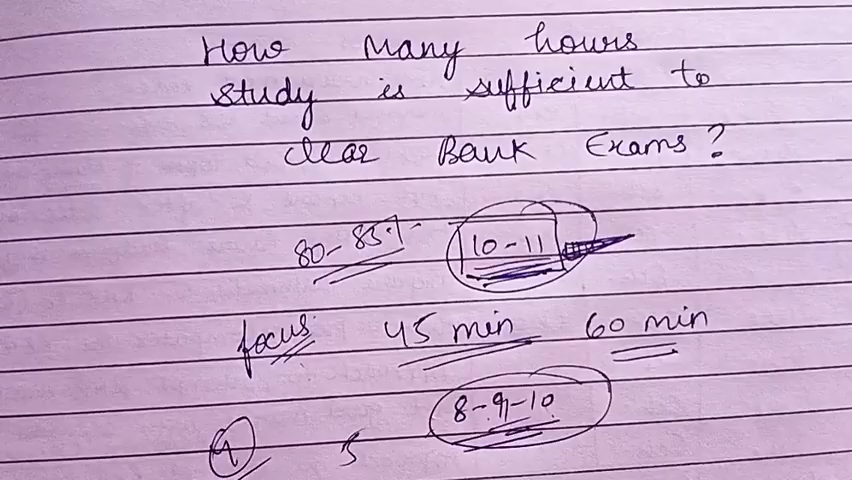 How Many hours
study is sufficient to
clear Bank Exams?
80-85% 10-11
focus 45 min 60 min
8-9-10
5